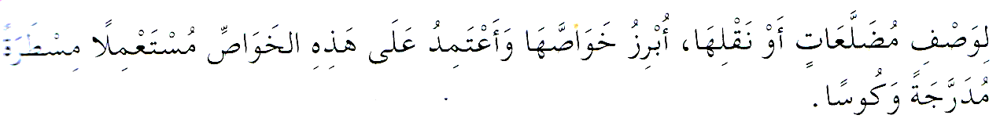 لِوَصْفِ مُضَلَّعَاتٍ أَوْ نَقْلِهَا، أُبْرِزُ خَوَاصَّهَا وَأَعْتَمِدُ عَلَى هَذِهِ الخَوَاصِّ مُسْتَعْمِلًا مِسْطَرَةً
مُدَرَّجَةً وَكُوسًا.